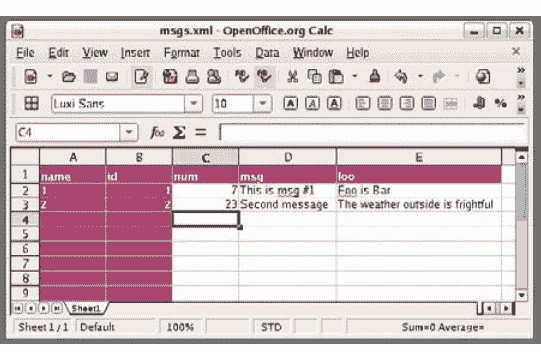 msgs.xml - OpenOffice.org Calc
File Edit View Insert Format Tools Data Window Help
Luxi Sans 10 A A A
C4 f(x) Σ =
A B C D E
1 name id num msg foo
2 1 1 7 This is msg #1 Foo is Bar
3 2 2 23 Second message The weather outside is frightful
4
5
6
7
8
9
Sheet1
Sheet 1 / 1 Default 100% STD Sum=0 Average=